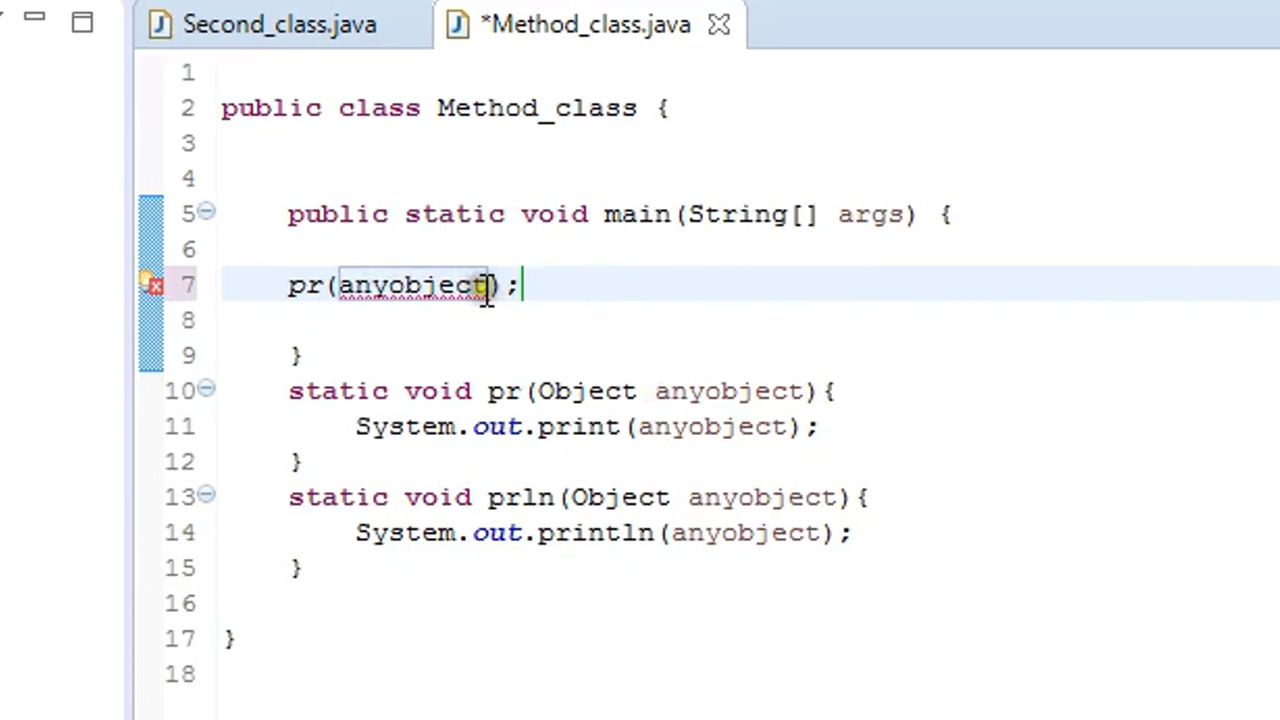 Second_class.java *Method_class.java
1
2 public class Method_class {
3
4
5 public static void main(String[] args) {
6
7 pr(anyobject);
8
9 }
10 static void pr(Object anyobject){
11 System.out.print(anyobject);
12 }
13 static void prln(Object anyobject){
14 System.out.println(anyobject);
15 }
16
17 }
18